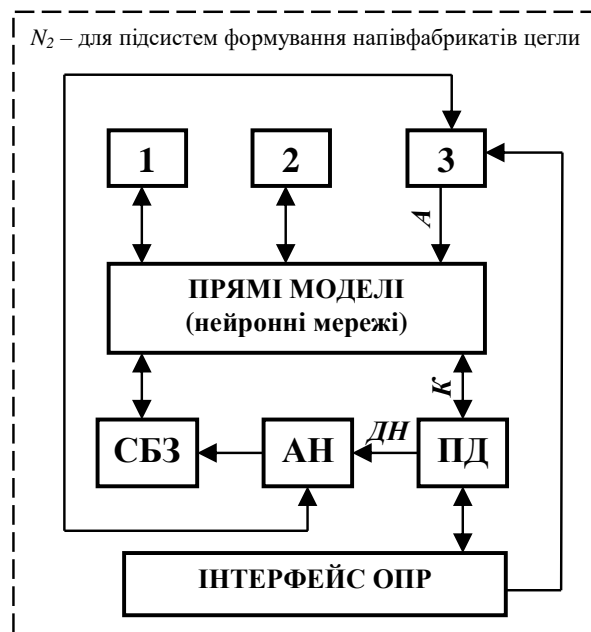 N₂ – для підсистем формування напівфабрикатів цегли
1 2 3
А
ПРЯМІ МОДЕЛІ
(нейронні мережі)
К
ДН
СБЗ АН ПД
ІНТЕРФЕЙС ОПР